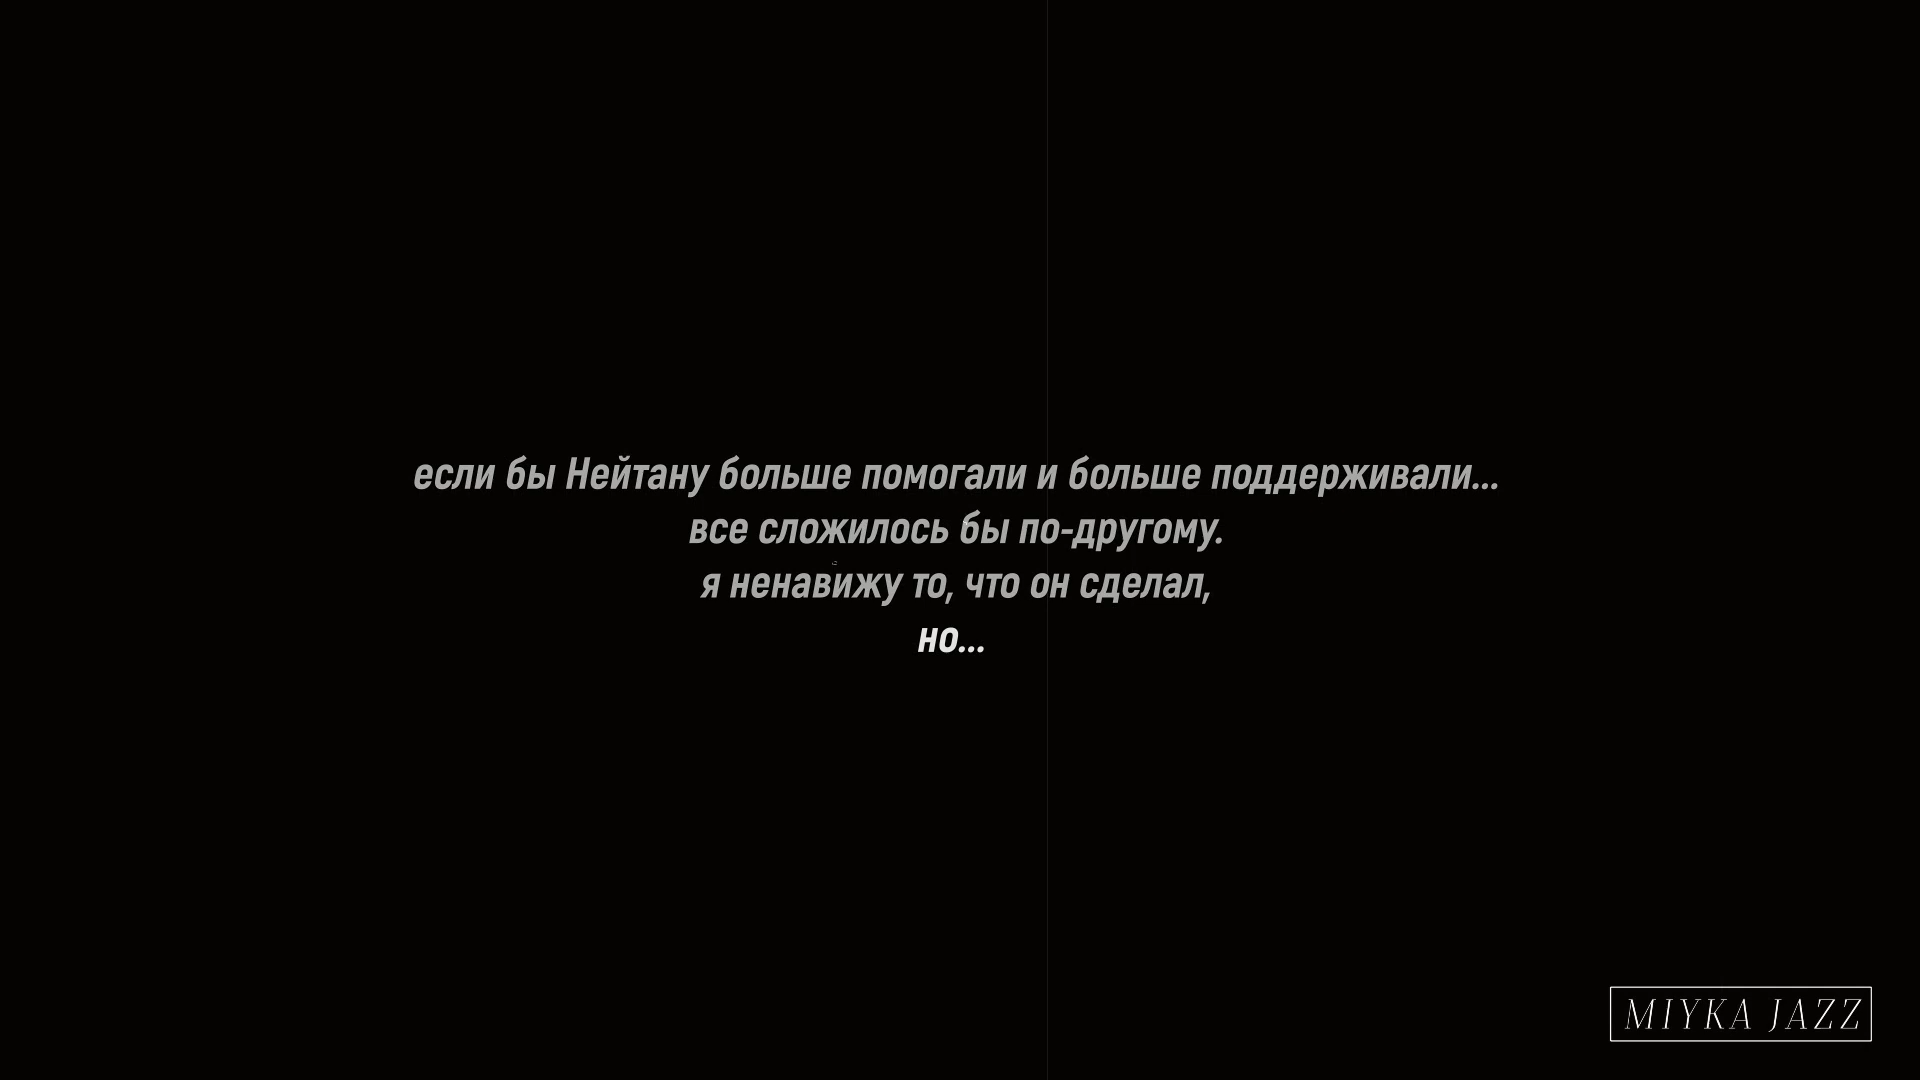 если бы Нейтану больше помогали и больше поддерживали...
все сложилось бы по-другому.
я ненавижу то, что он сделал,
но...
MIYKA JAZZ